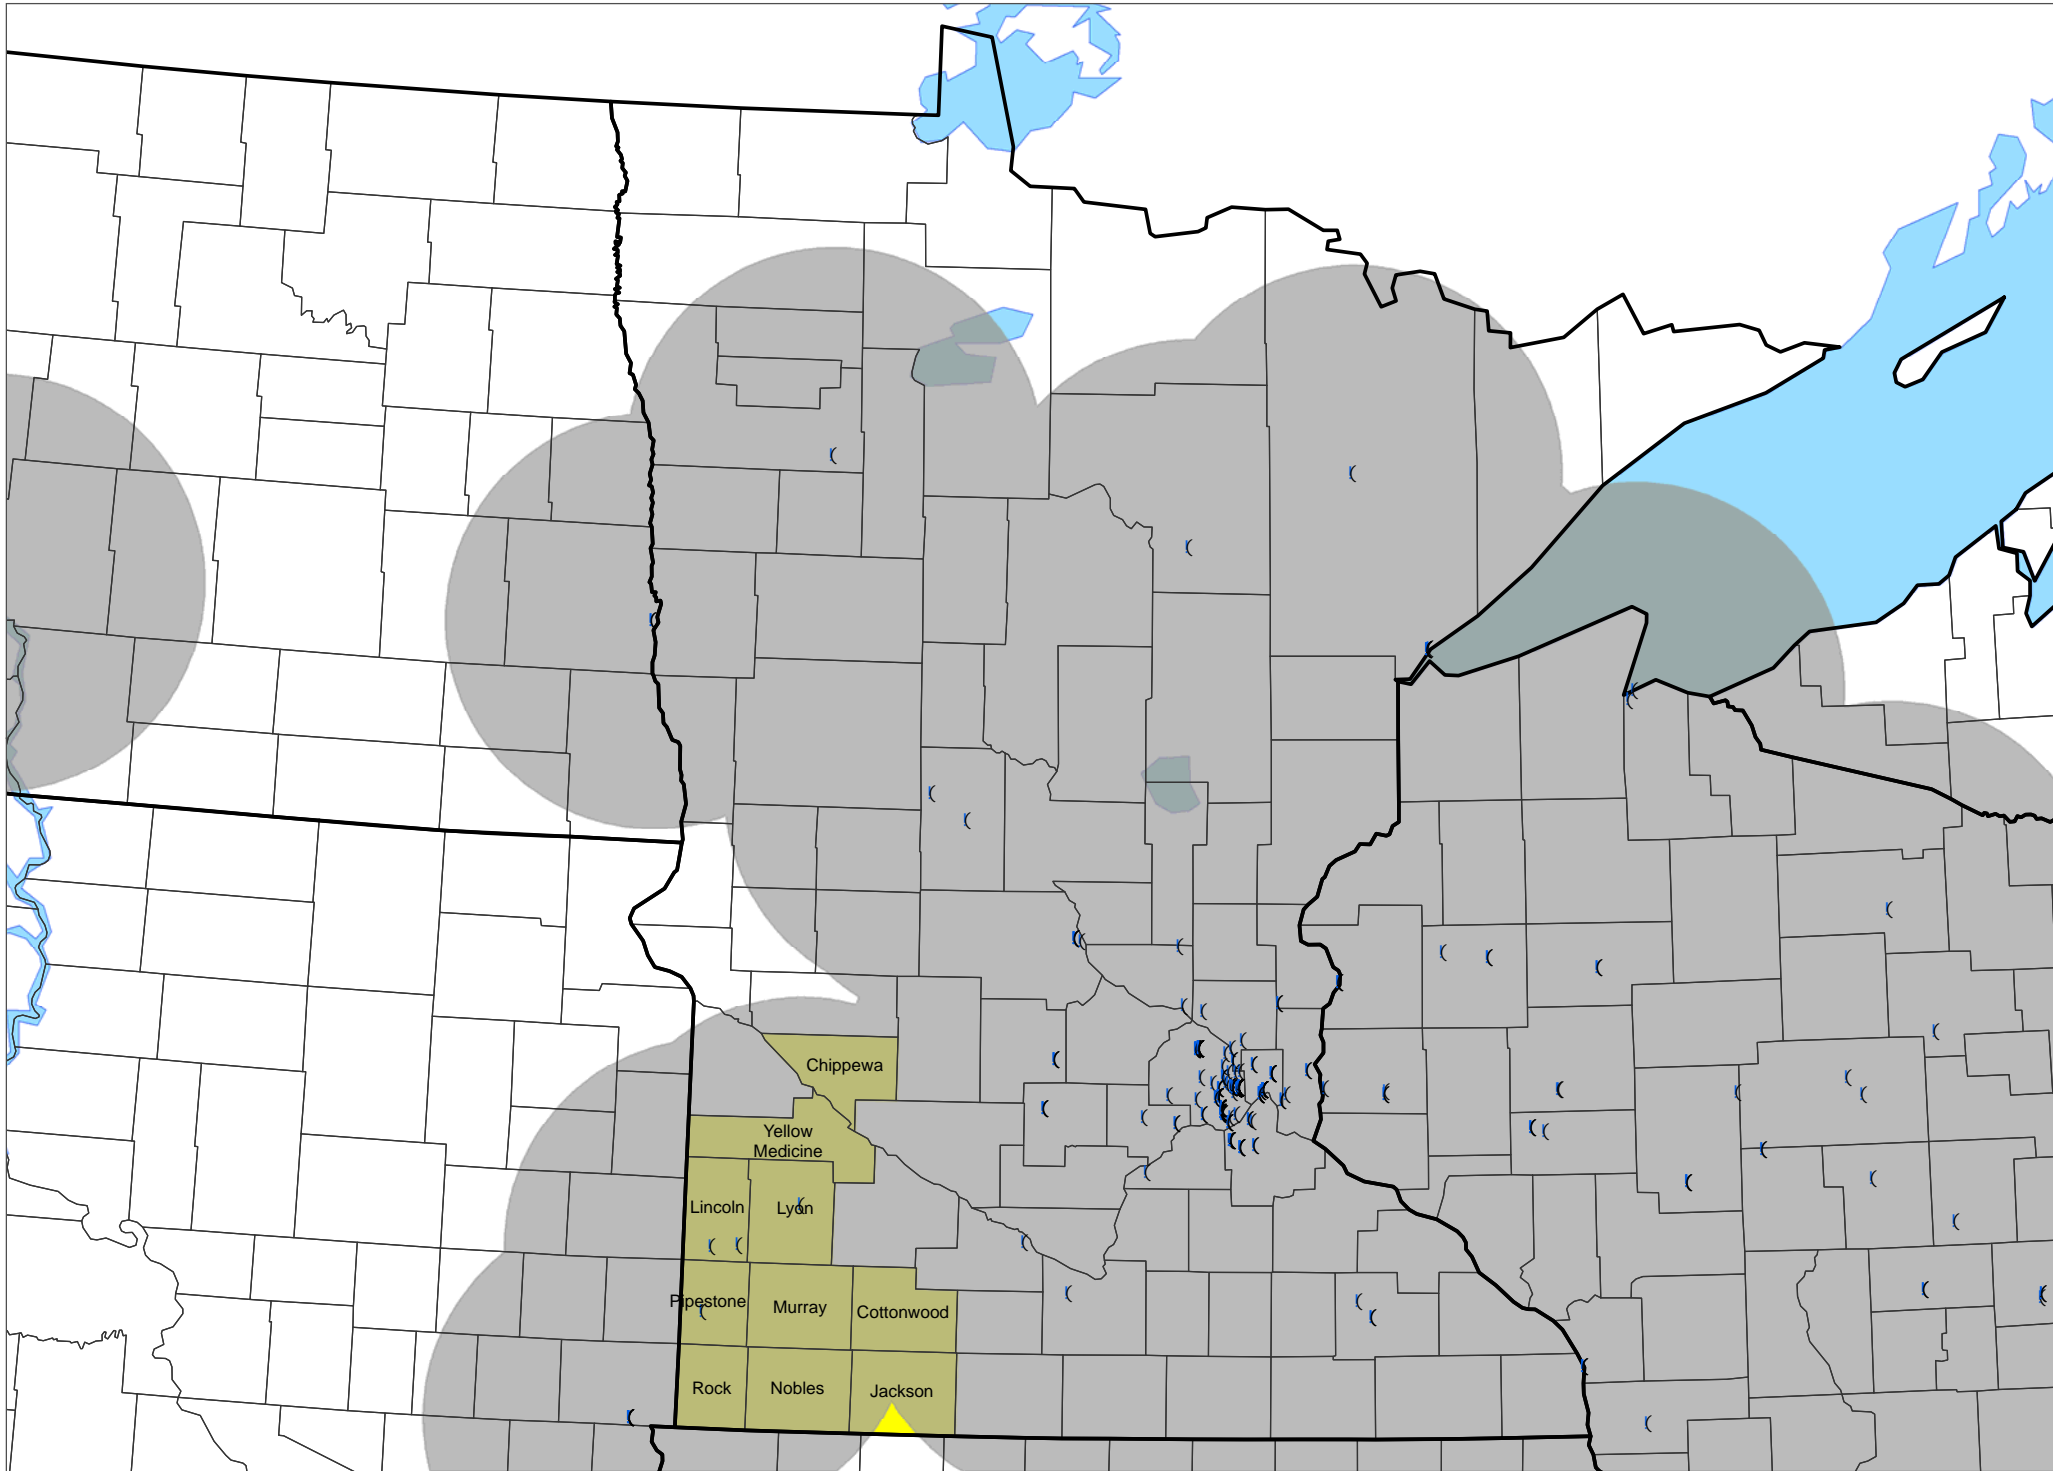 Chippewa
Yellow
Medicine
Lincoln
Lyon
Pipestone
Murray
Cottonwood
Rock
Nobles
Jackson